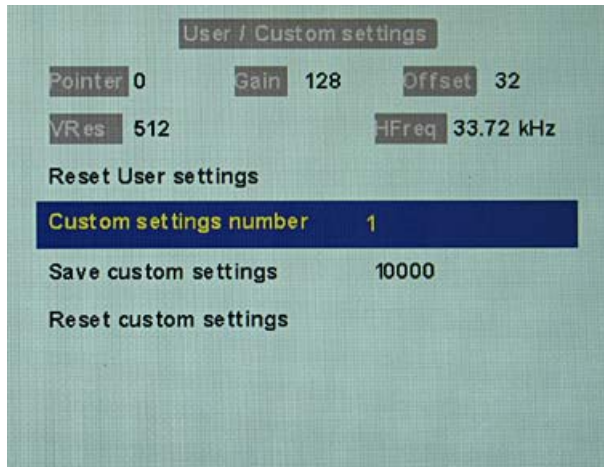 User / Custom settings
Pointer 0 Gain 128 Offset 32
VRes 512 HFreq 33.72 kHz
Reset User settings
Custom settings number 1
Save custom settings 10000
Reset custom settings